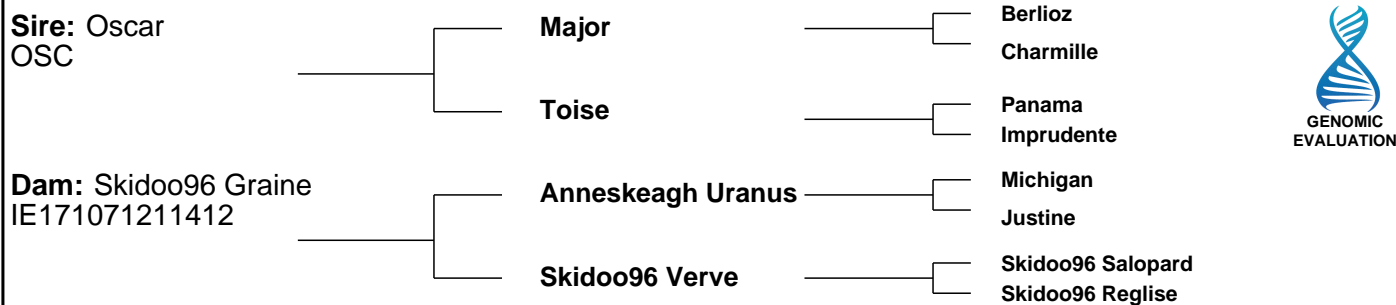 Sire: Oscar
OSC
Major
Berlioz
Charmille
Toise
Panama
Imprudente
GENOMIC
EVALUATION
Dam: Skidoo96 Graine
IE171071211412
Anneskeagh Uranus
Michigan
Justine
Skidoo96 Verve
Skidoo96 Salopard
Skidoo96 Reglise